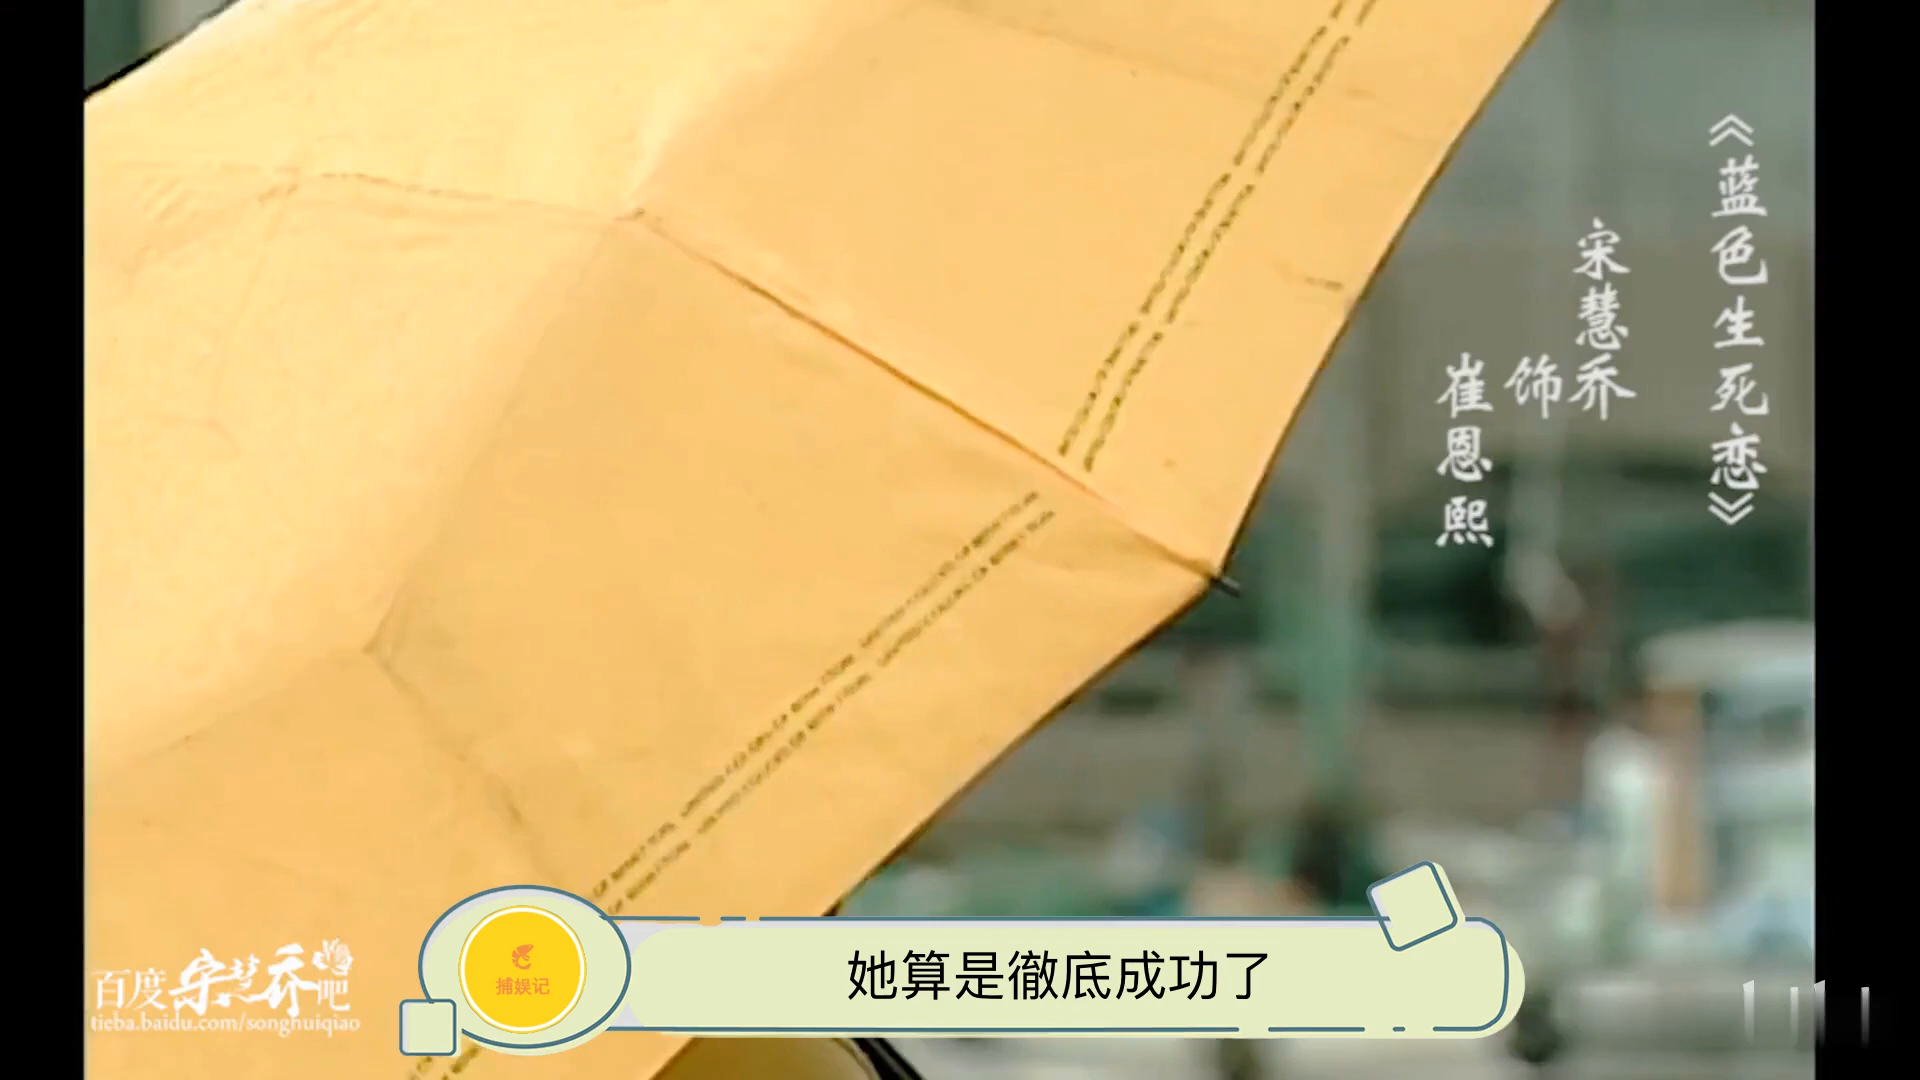 《蓝色生死恋》
宋慧乔
饰
崔恩熙
捕娱记
她算是徹底成功了
百度宋慧乔吧
tieba.baidu.com/songhuiqiao